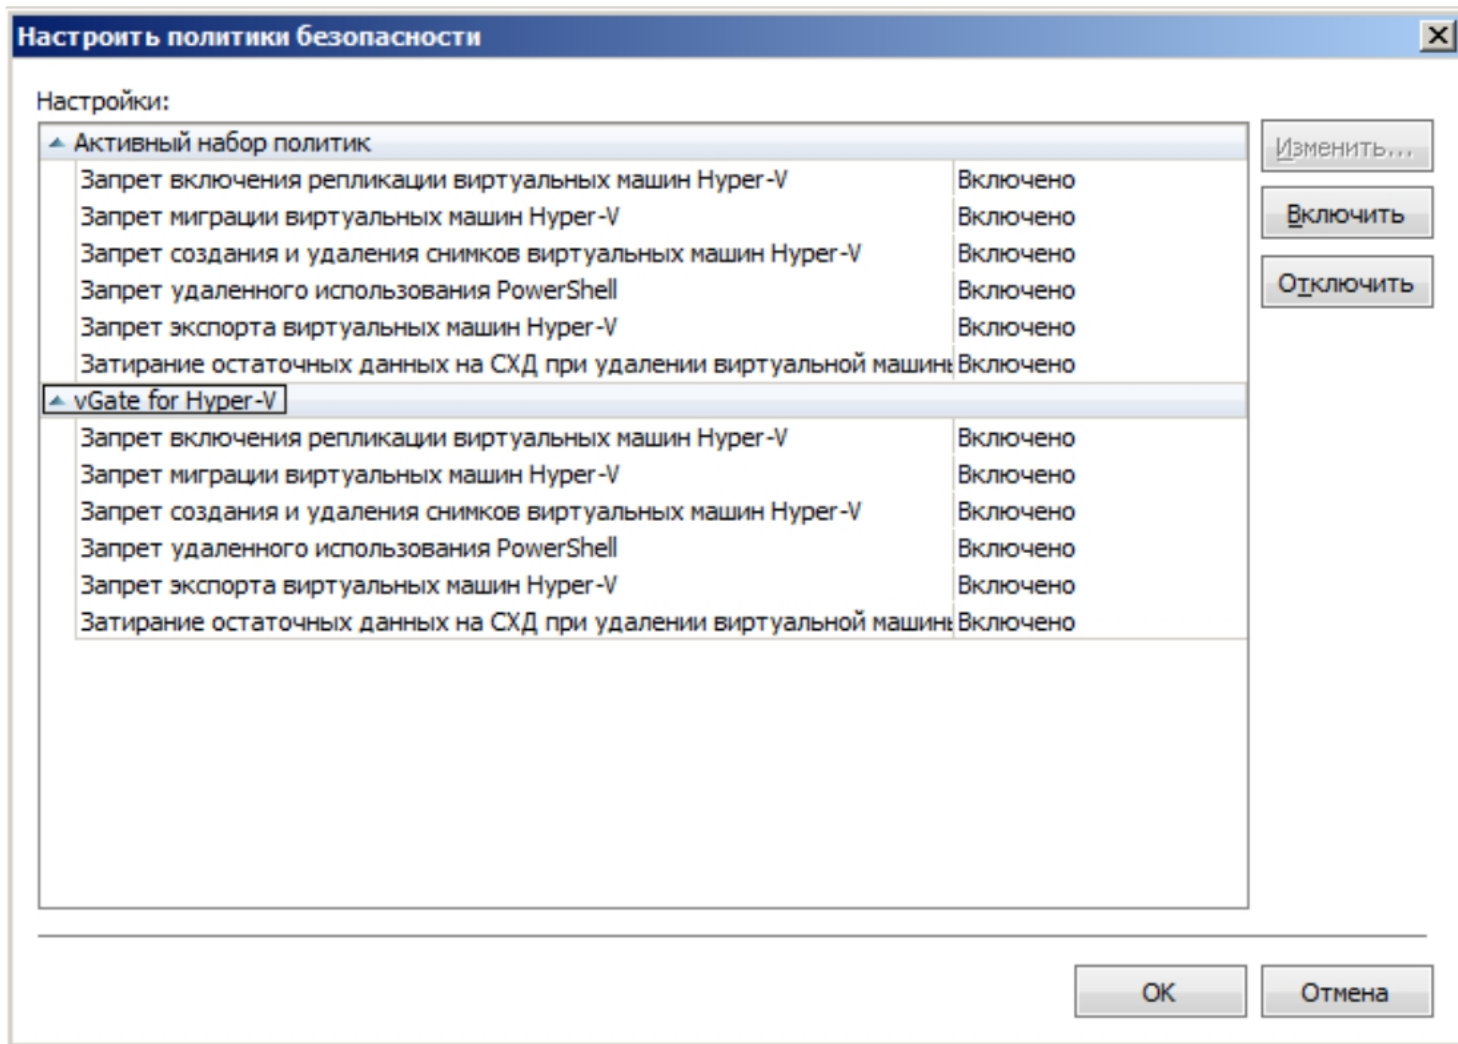 Настроить политики безопасности
Настройки:
Активный набор политик
Запрет включения репликации виртуальных машин Hyper-V Включено
Запрет миграции виртуальных машин Hyper-V Включено
Запрет создания и удаления снимков виртуальных машин Hyper-V Включено
Запрет удаленного использования PowerShell Включено
Запрет экспорта виртуальных машин Hyper-V Включено
Затирание остаточных данных на СХД при удалении виртуальной машины Включено
vGate for Hyper-V
Запрет включения репликации виртуальных машин Hyper-V Включено
Запрет миграции виртуальных машин Hyper-V Включено
Запрет создания и удаления снимков виртуальных машин Hyper-V Включено
Запрет удаленного использования PowerShell Включено
Запрет экспорта виртуальных машин Hyper-V Включено
Затирание остаточных данных на СХД при удалении виртуальной машины Включено
Изменить...
Включить
Отключить
ОК
Отмена